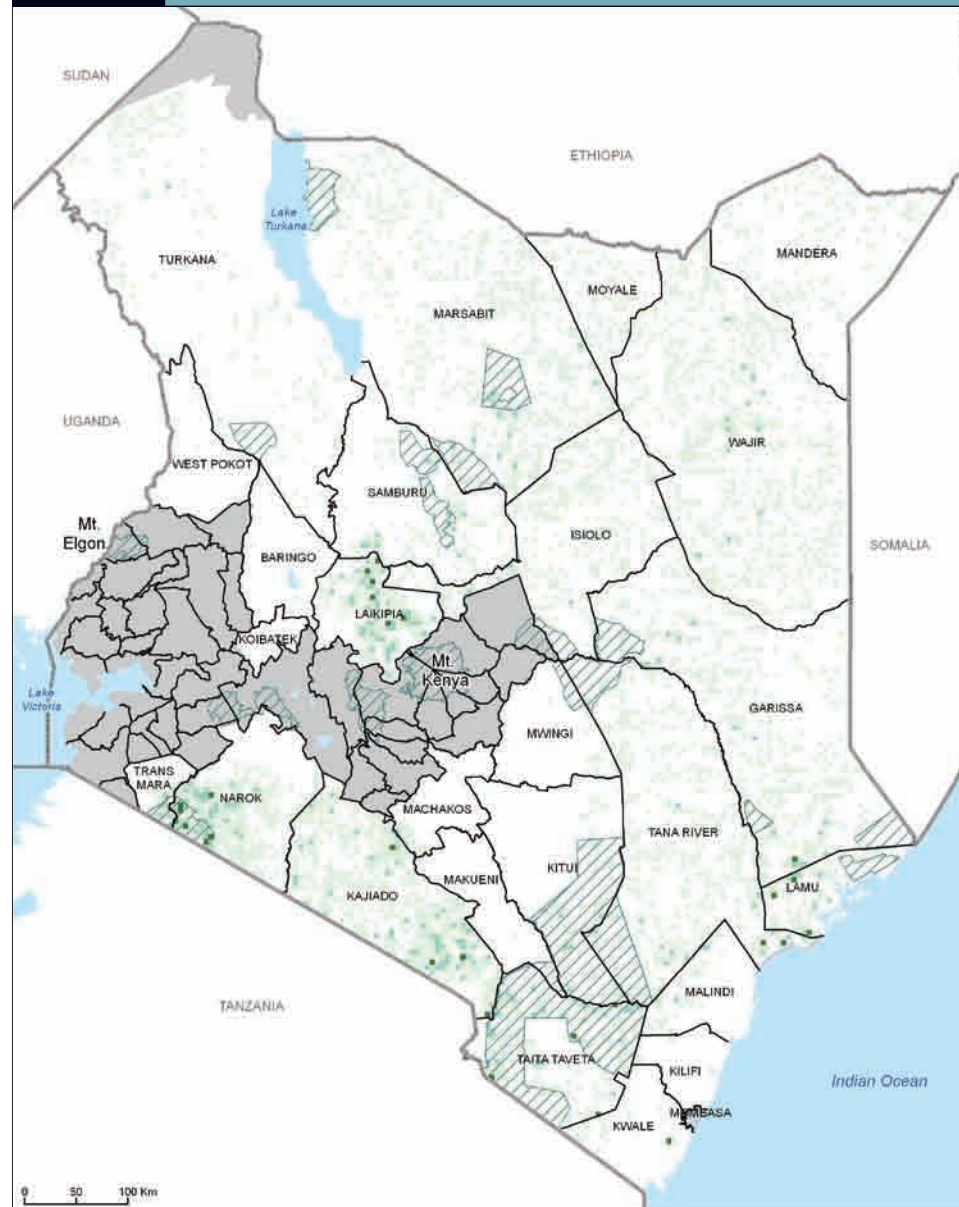 SUDAN
ETHIOPIA
Lake
Turkana
MANDERA
TURKANA
MOYALE
MARSABIT
UGANDA
WAJIR
WEST POKOT
SAMBURU
Mt.
Elgon
ISIOLO
SOMALIA
BARINGO
LAIKIPIA
KOIBATEK
Mt.
Kenya
Lake
Victoria
GARISSA
MWINGI
TRANS
MARA
NAROK
MACHAKOS
TANA RIVER
KITUI
MAKUENI
LAMU
KAJIADO
MALINDI
TANZANIA
TAITA TAVETA
KILIFI
Indian Ocean
MOMBASA
KWALE
0 50 100 Km